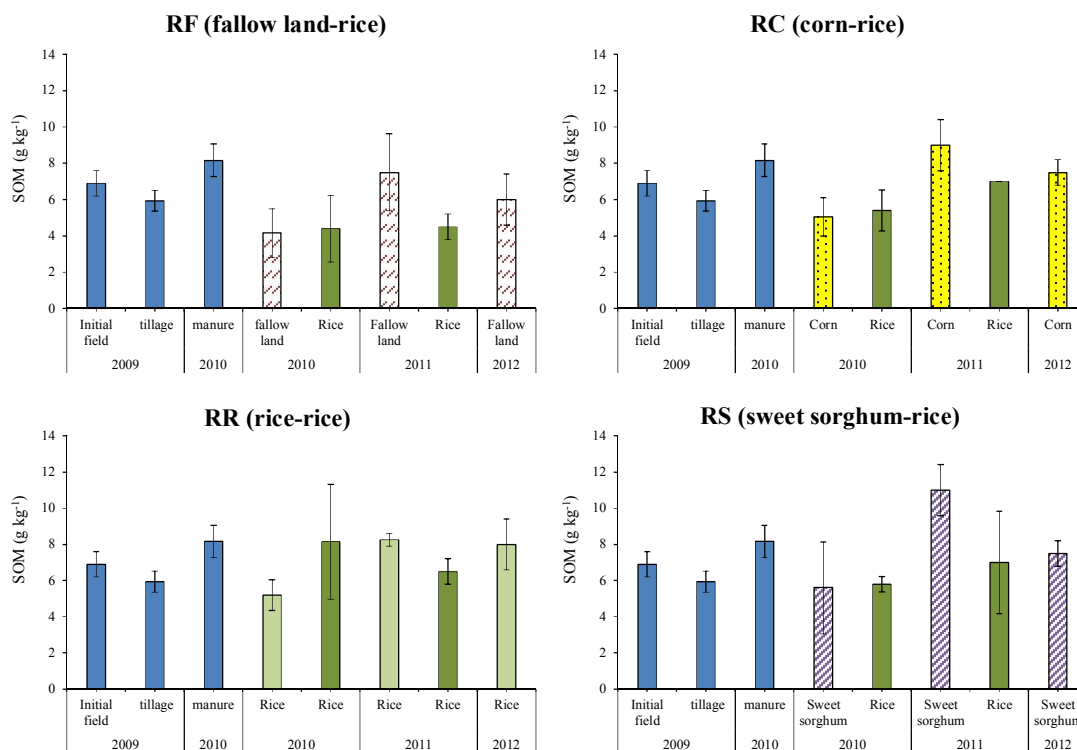 RF (fallow land-rice)
SOM (g kg⁻¹)
14
12
10
8
6
4
2
0
Initial field tillage manure fallow land Rice Fallow land Rice Fallow land
2009 2010 2010 2011 2012
RC (corn-rice)
SOM (g kg⁻¹)
14
12
10
8
6
4
2
0
Initial field tillage manure Corn Rice Corn Rice Corn
2009 2010 2010 2011 2012
RR (rice-rice)
SOM (g kg⁻¹)
14
12
10
8
6
4
2
0
Initial field tillage manure Rice Rice Rice Rice Rice
2009 2010 2010 2011 2012
RS (sweet sorghum-rice)
SOM (g kg⁻¹)
14
12
10
8
6
4
2
0
Initial field tillage manure Sweet sorghum Rice Sweet sorghum Rice Sweet sorghum
2009 2010 2010 2011 2012